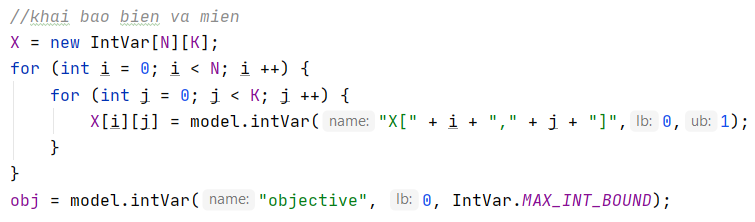 //khai bao bien va mien
X = new IntVar[N][K];
for (int i = 0; i < N; i ++) {
for (int j = 0; j < K; j ++) {
X[i][j] = model.intVar( name: "X[" + i + "," + j + "]", lb: 0, ub: 1);
}
}
obj = model.intVar( name: "objective", lb: 0, IntVar.MAX_INT_BOUND);